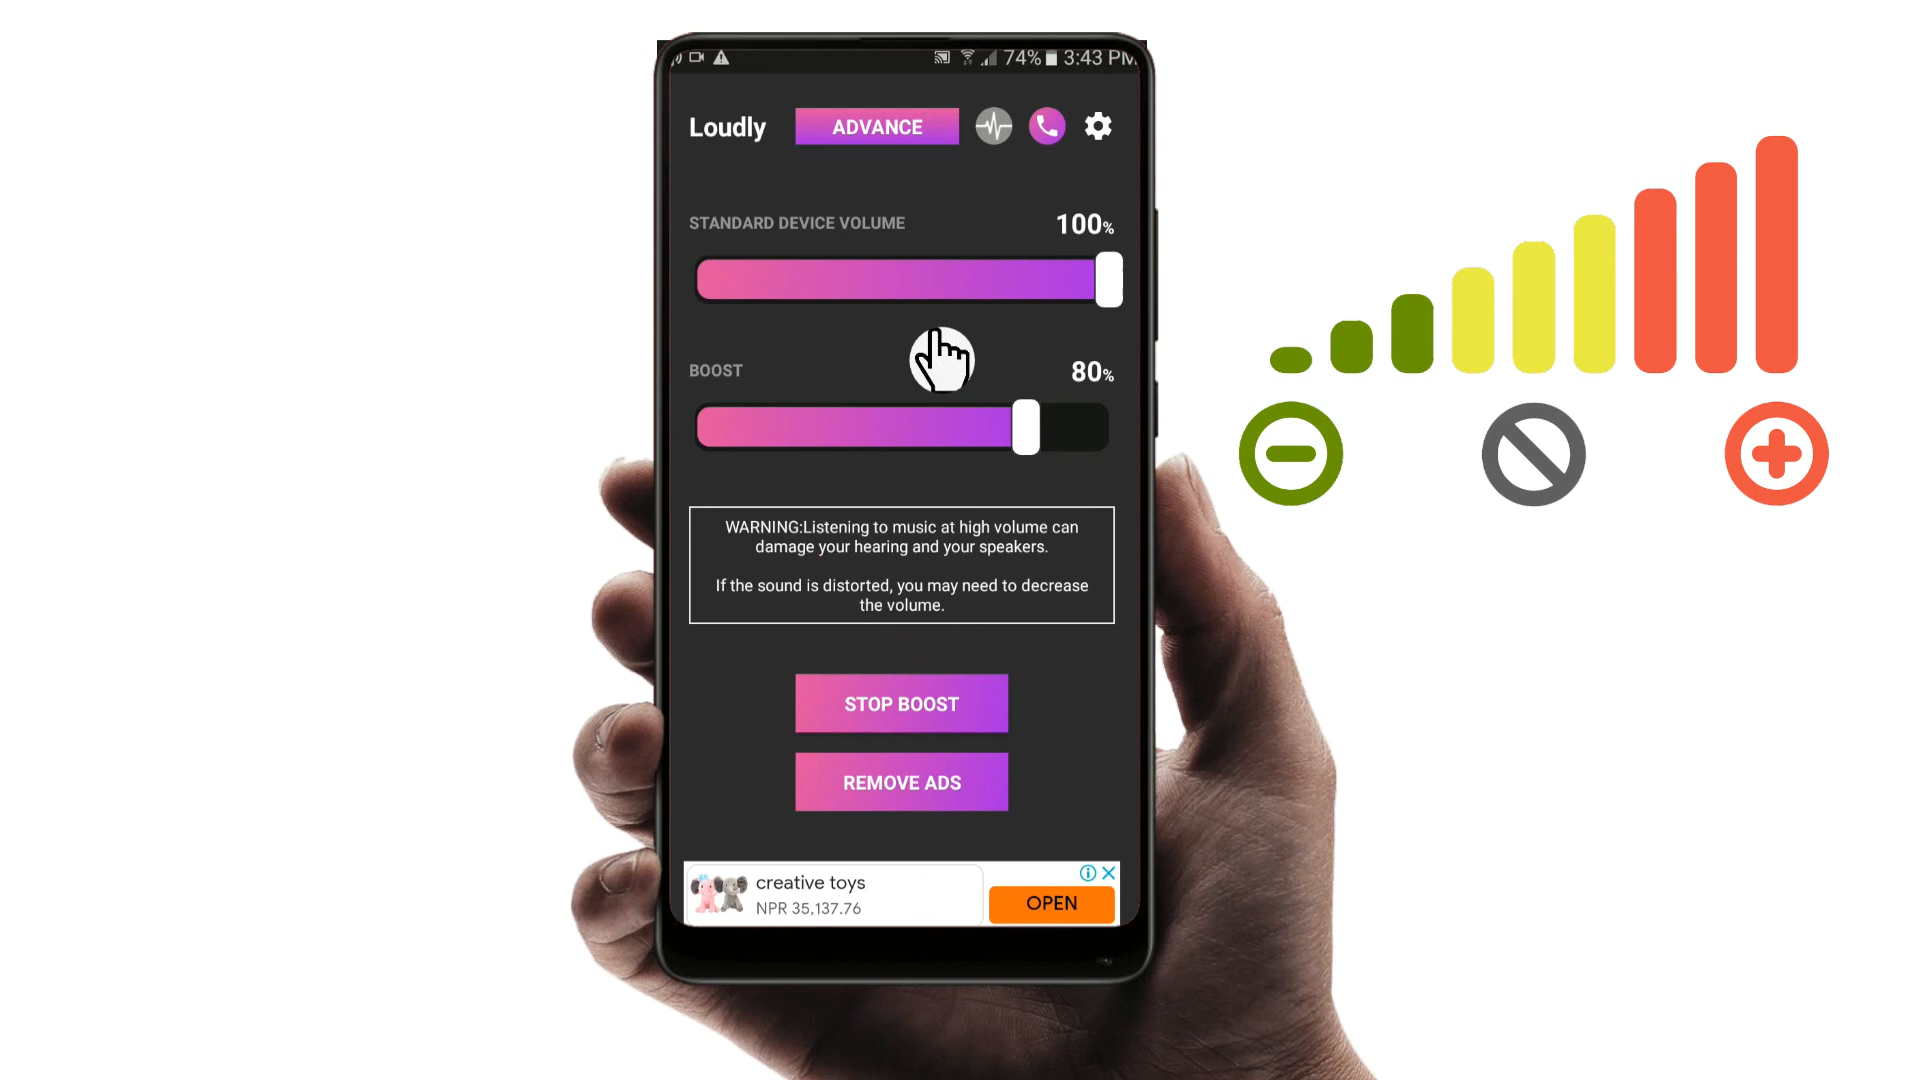 74% 3:43 PM
Loudly
ADVANCE
STANDARD DEVICE VOLUME
100%
BOOST
80%
WARNING:Listening to music at high volume can
damage your hearing and your speakers.
If the sound is distorted, you may need to decrease
the volume.
STOP BOOST
REMOVE ADS
creative toys
NPR 35,137.76
OPEN